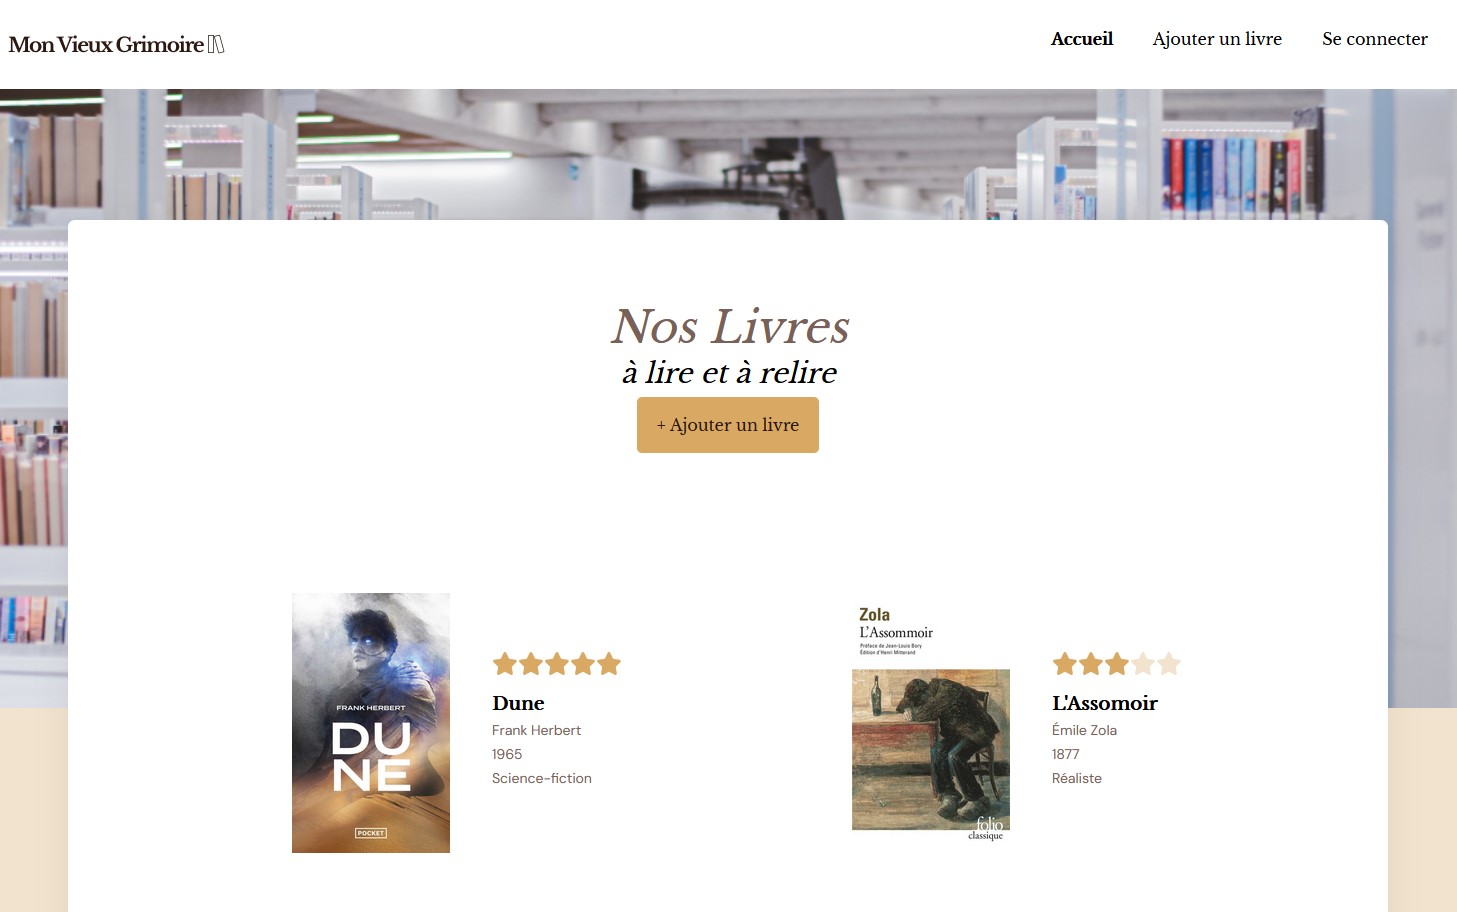 Mon Vieux Grimoire
Accueil
Ajouter un livre
Se connecter
Nos Livres
à lire et à relire
+ Ajouter un livre
FRANK HERBERT
DU
NE
POCKET
Dune
Frank Herbert
1965
Science-fiction
Zola
L'Assommoir
Préface de Jean-Louis Bory
Édition d'Henri Mitterand
folio
classique
L'Assomoir
Émile Zola
1877
Réaliste